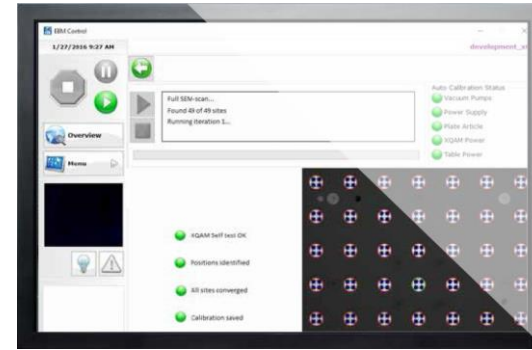 EBM Control
1/27/2016 9:27 AM
Overview
Menu
Full SEM-scan...
Found 49 of 49 sites
Running iteration 1...
Auto Calibration Status
Vacuum Pumps
Power Supply
Plate Article
XQAM Power
Table Power
XQAM Self test OK
Positions identified
All sites converged
Calibration saved